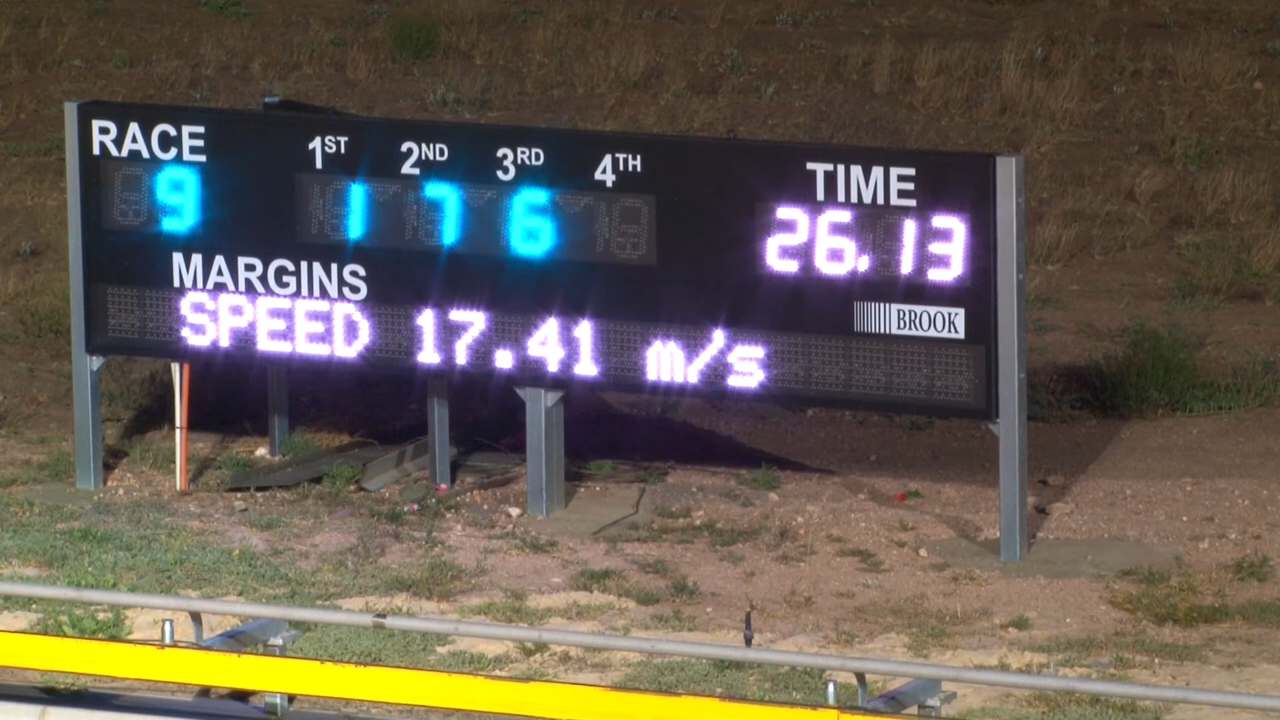 RACE 1ST 2ND 3RD 4TH TIME
9 1 7 6 26.13
MARGINS
BROOK
SPEED 17.41 m/s